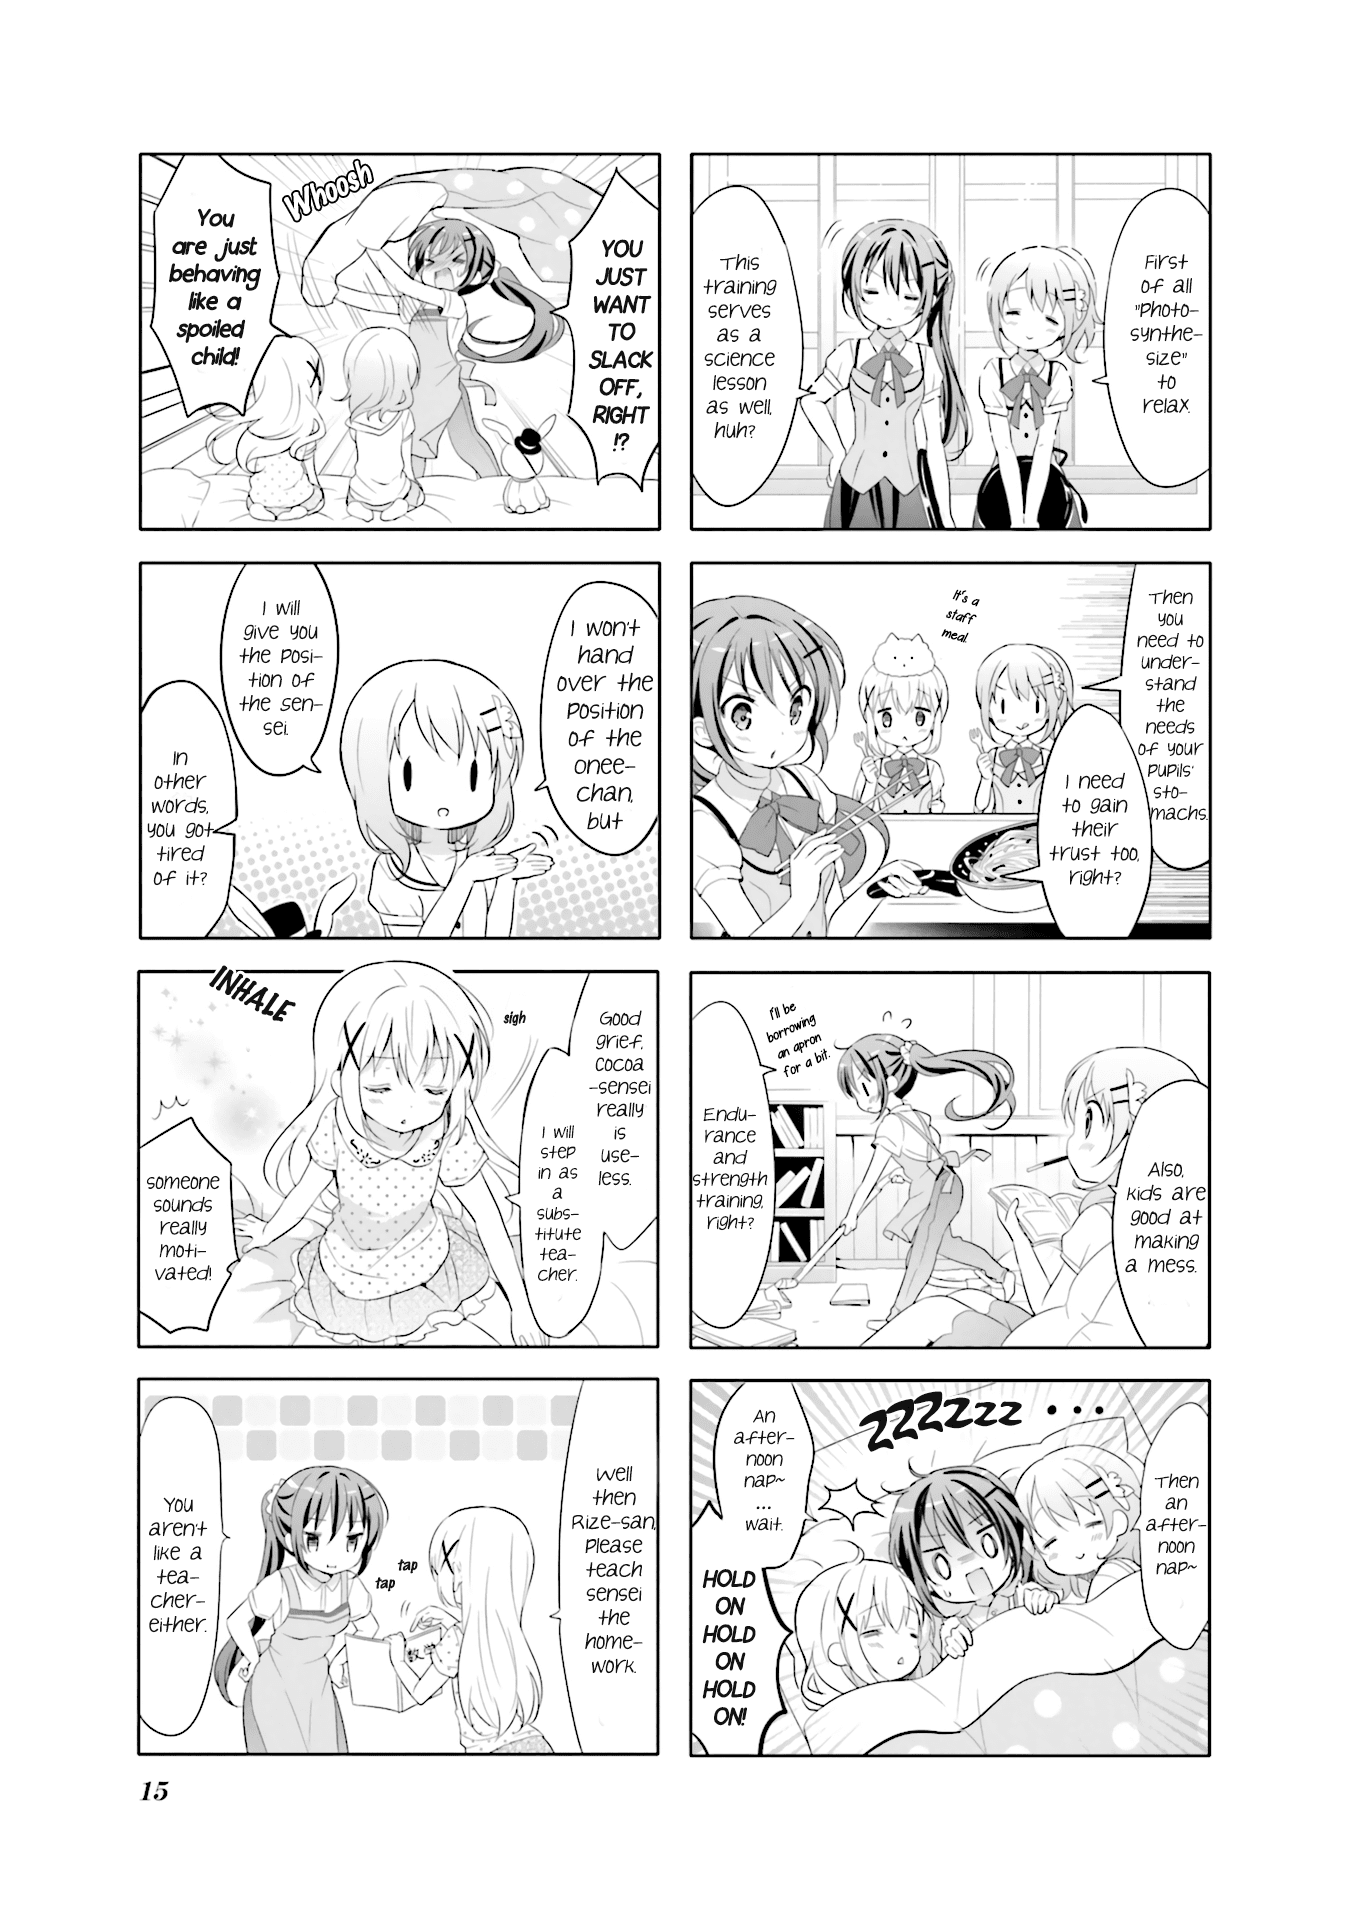 First
of all
"Photo-
synthe-
size"
to
relax.
This
training
serves
as a
science
lesson
as well,
huh?
Then
you
need to
under-
stand the
needs
of your
pupils'
sto-
machs.
It's a
staff
meal.
I need
to gain
their
trust too,
right?
Also,
kids are
good at
making
a mess.
I'll be
borrowing
an apron
for a bit.
Endu-
rance
and
strength
training,
right?
Then
an
after-
noon
nap~
ZZZZzzz ...
An
after-
noon
nap~
...
wait.
HOLD
ON
HOLD
ON
HOLD
ON!
YOU
JUST
WANT
TO
SLACK
OFF,
RIGHT
!?
Whoosh
You
are just
behaving
like a
spoiled
child!
I won't
hand
over the
position
of the
onee-
chan,
but
I will
give you
the posi-
tion of
the sen-
sei.
In
other
words,
you got
tired
of it?
Good
grief,
Cocoa
-sensei
really
is
use-
less.
sigh
I will
step
in as
a
subs-
titute
tea-
cher.
INHALE
someone
sounds
really
moti-
vated!
Well
then
Rize-san,
please
teach
sensei
the
home-
work.
tap
tap
You
aren't
like a
tea-
cher-
either.
15